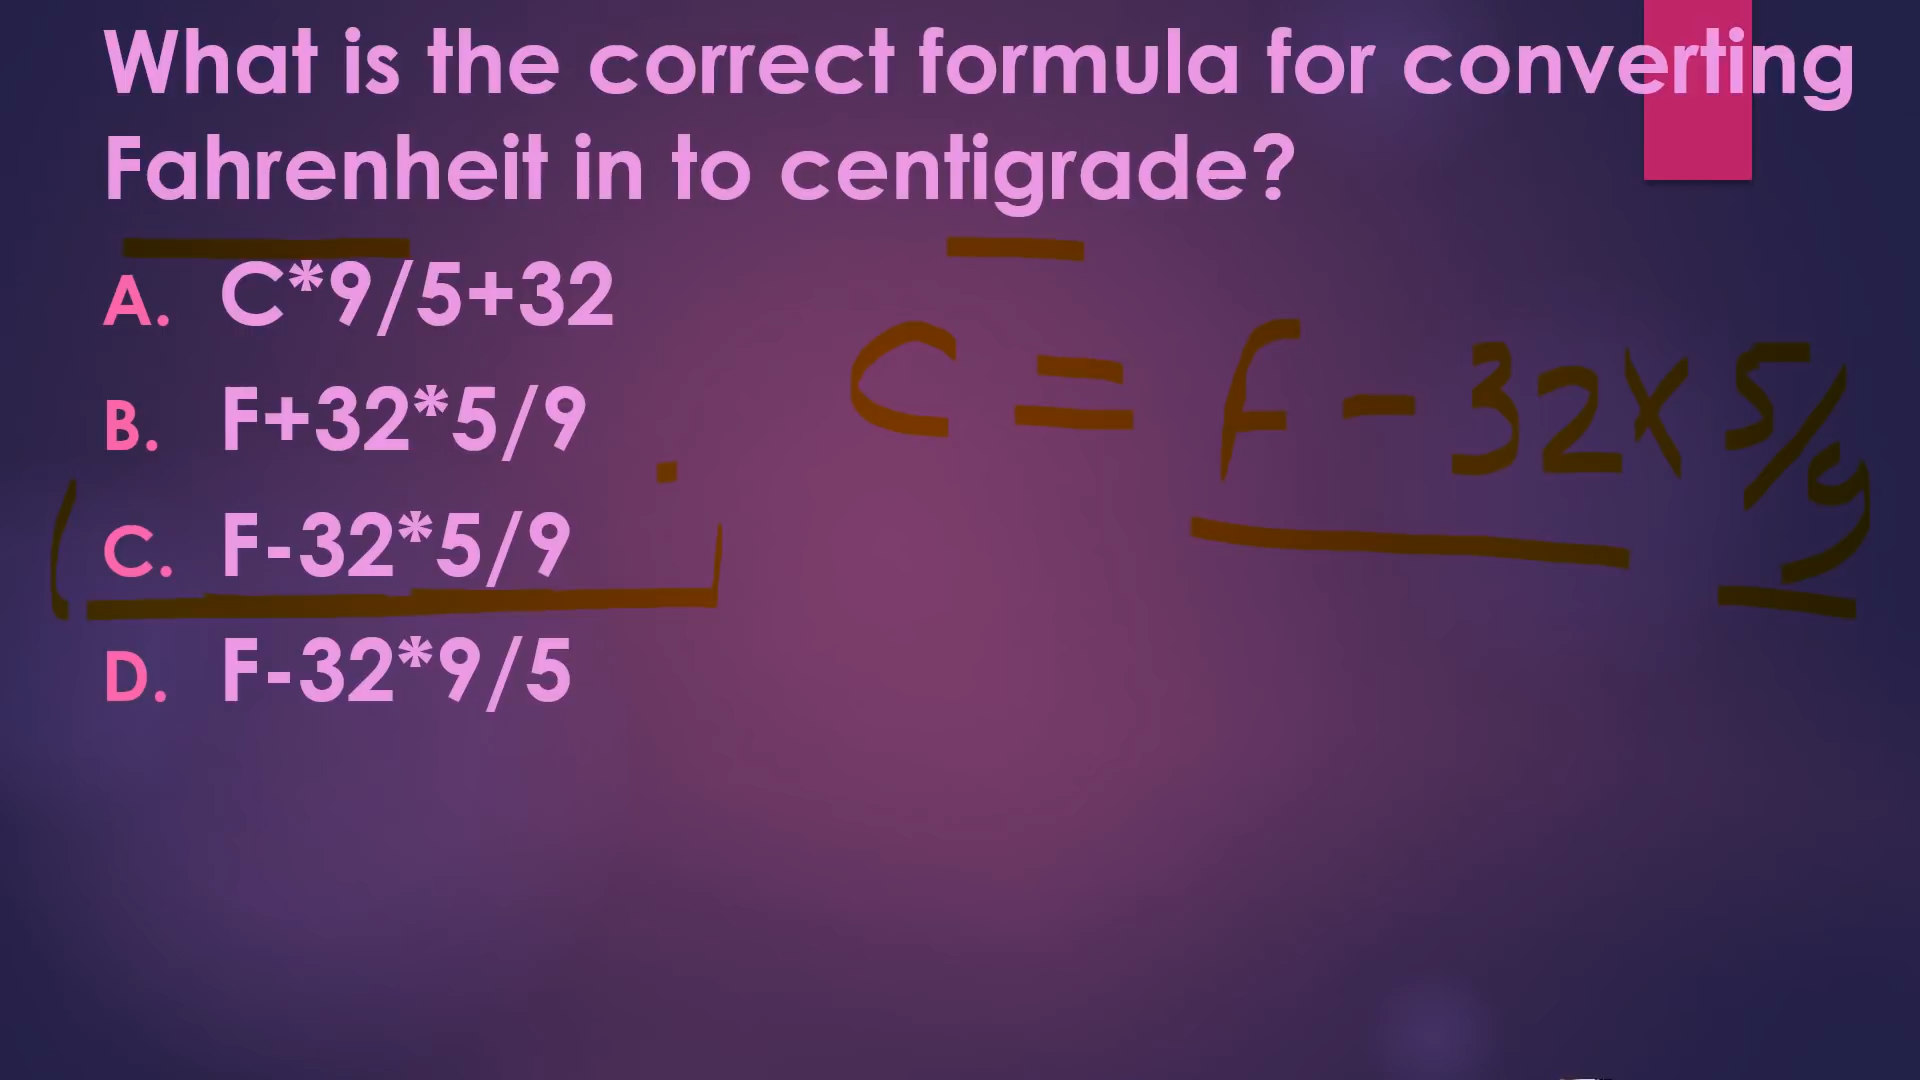 What is the correct formula for converting
Fahrenheit in to centigrade?
A. C*9/5+32
B. F+32*5/9
C. F-32*5/9
D. F-32*9/5
C = F - 32 X 5/9